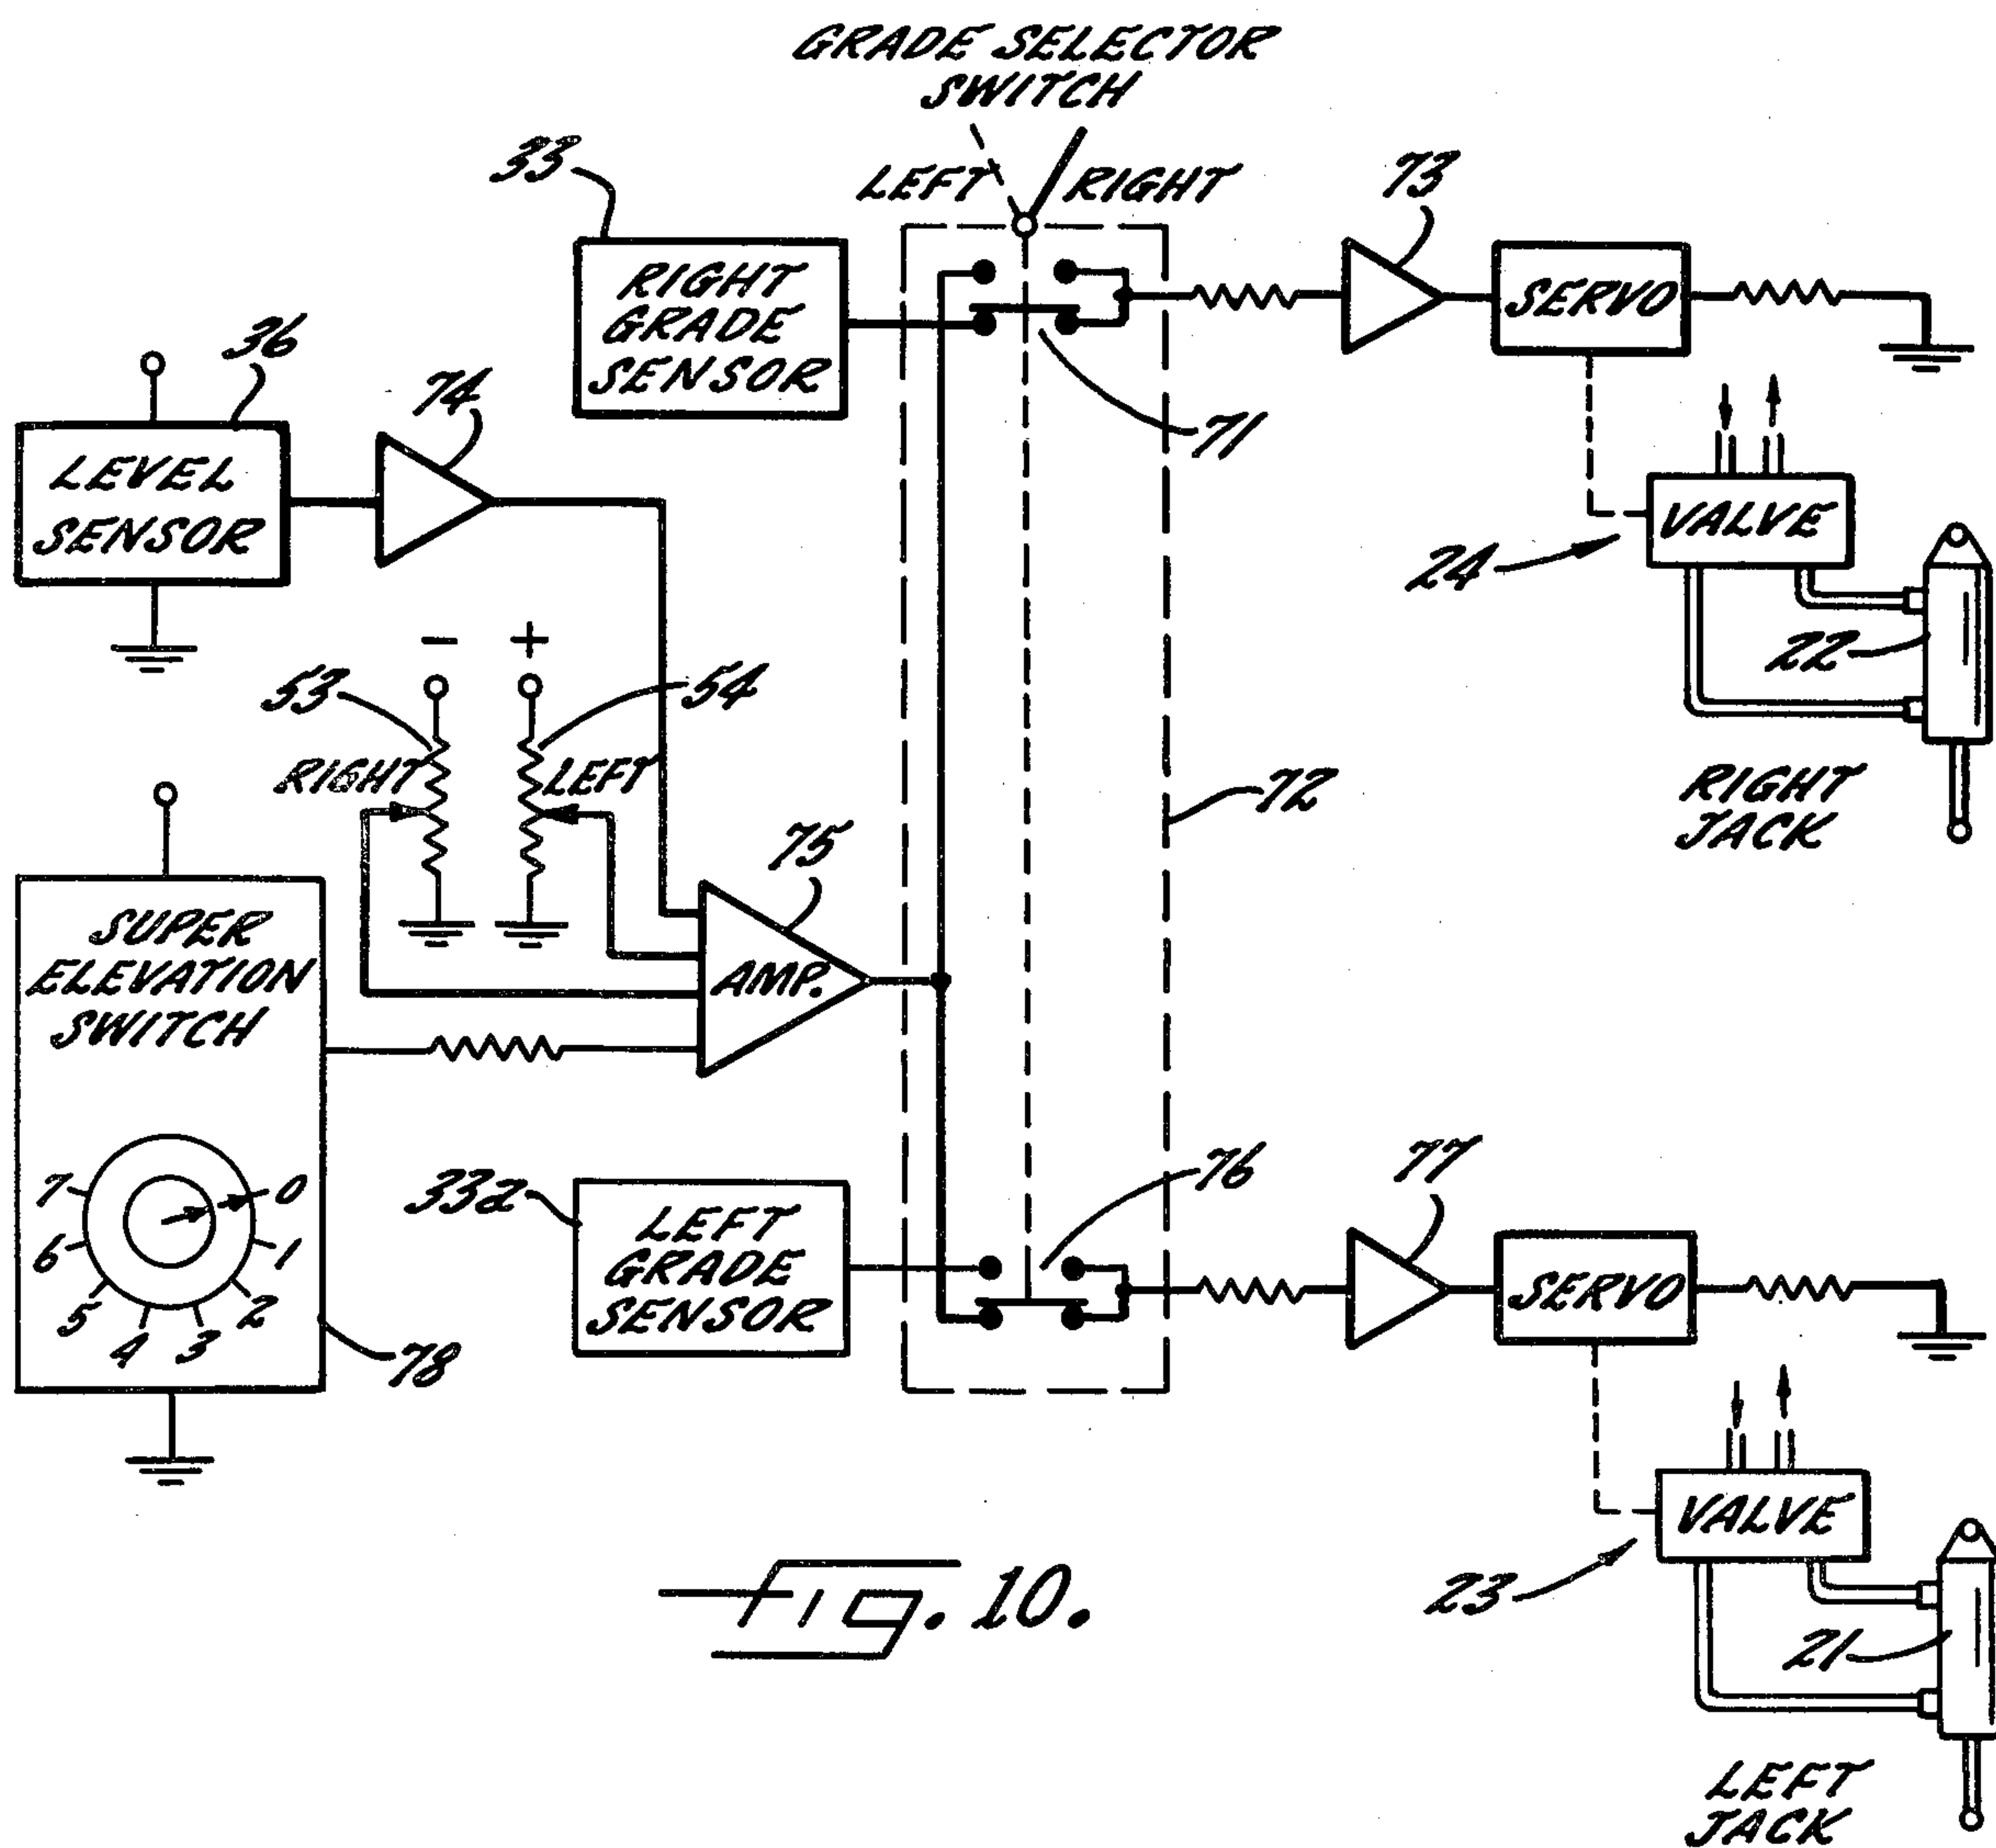 GRADE SELECTOR
SWITCH
LEFT
RIGHT
33
RIGHT
GRADE
SENSOR
73
SERVO
36
74
LEVEL
SENSOR
71
VALVE
24
22
RIGHT
JACK
−
+
53
54
RIGHT
LEFT
72
75
AMP.
SUPER
ELEVATION
SWITCH
7
0
6
1
5
2
4
3
78
33a
LEFT
GRADE
SENSOR
76
77
SERVO
VALVE
23
21
LEFT
JACK
Fig. 10.